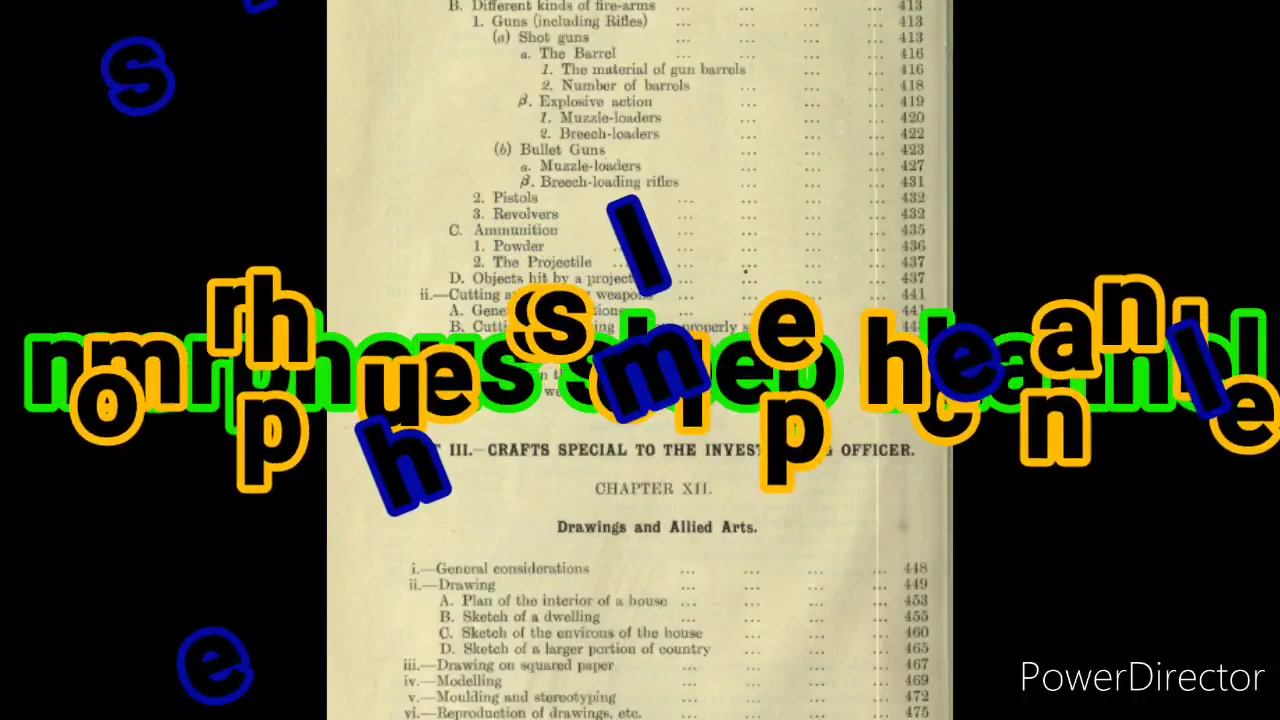 B. Different kinds of fire-arms ... ... ... 413
1. Guns (including Rifles) ... ... ... 413
(a) Shot guns ... ... ... 413
a. The Barrel ... ... ... 416
1. The material of gun barrels ... ... 416
2. Number of barrels ... ... ... 418
β. Explosive action ... ... ... 419
1. Muzzle-loaders ... ... ... 420
2. Breech-loaders ... ... ... 422
(b) Bullet Guns ... ... ... 423
a. Muzzle-loaders ... ... ... 427
β. Breech-loading rifles ... ... ... 431
2. Pistols ... ... ... ... 432
3. Revolvers ... ... ... ... 432
C. Ammunition ... ... ... ... 435
1. Powder ... ... ... ... 436
2. The Projectile ... ... ... ... 437
D. Objects hit by a ... ... ... 437
ii.—Cutting ... ... ... 441
A.
B. properly
morpheus sleep channel
III.—CRAFTS SPECIAL TO THE OFFICER.
CHAPTER XII.
Drawings and Allied Arts.
i.—General considerations ... ... ... ... 448
ii.—Drawing ... ... ... ... 449
A. Plan of the interior of a house ... ... ... ... 453
B. Sketch of a dwelling ... ... ... ... 455
C. Sketch of the environs of the house ... ... ... 460
D. Sketch of a larger portion of country ... ... ... 465
iii.—Drawing on squared paper ... ... ... ... 467
iv.—Modelling ... ... ... ... 469
v.—Moulding and stereotyping ... ... ... ... 472
vi.—Reproduction of drawings, etc. ... ... ... ... 475
PowerDirector